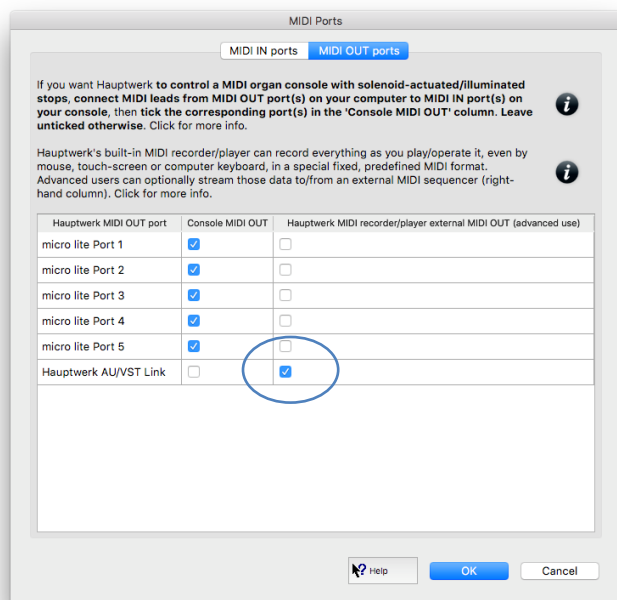 MIDI Ports
MIDI IN ports MIDI OUT ports
If you want Hauptwerk to control a MIDI organ console with solenoid-actuated/illuminated
stops, connect MIDI leads from MIDI OUT port(s) on your computer to MIDI IN port(s) on
your console, then tick the corresponding port(s) in the 'Console MIDI OUT' column. Leave
unticked otherwise. Click for more info.
Hauptwerk's built-in MIDI recorder/player can record everything as you play/operate it, even by
mouse, touch-screen or computer keyboard, in a special fixed, predefined MIDI format.
Advanced users can optionally stream those data to/from an external MIDI sequencer (right-
hand column). Click for more info.
Hauptwerk MIDI OUT port Console MIDI OUT Hauptwerk MIDI recorder/player external MIDI OUT (advanced use)
micro lite Port 1
micro lite Port 2
micro lite Port 3
micro lite Port 4
micro lite Port 5
Hauptwerk AU/VST Link
Help OK Cancel